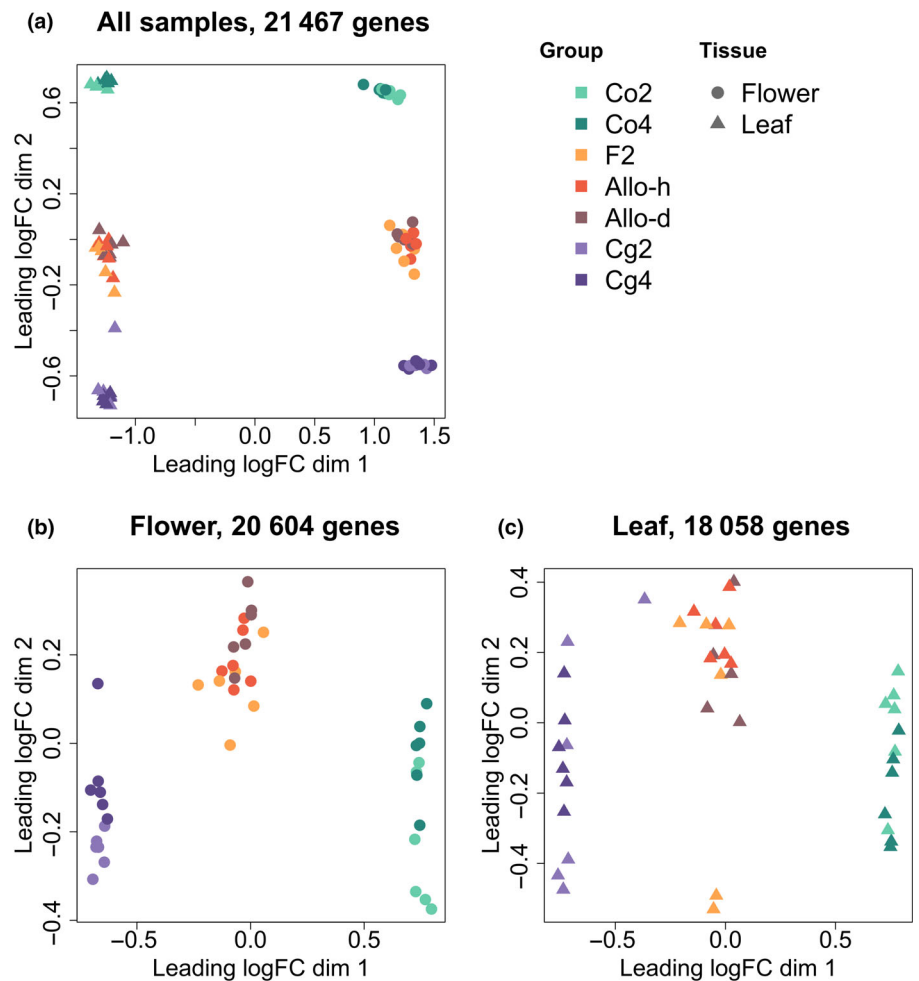 (a) All samples, 21 467 genes
Group
Co2
Co4
F2
Allo-h
Allo-d
Cg2
Cg4
Tissue
Flower
Leaf
Leading logFC dim 2
0.6
0.2
−0.2
−0.6
−1.0 0.0 0.5 1.0 1.5
Leading logFC dim 1
(b) Flower, 20 604 genes
Leading logFC dim 2
0.2
0.0
−0.2
−0.4
−0.5 0.0 0.5
Leading logFC dim 1
(c) Leaf, 18 058 genes
Leading logFC dim 2
0.4
0.2
0.0
−0.2
−0.4
−0.5 0.0 0.5
Leading logFC dim 1